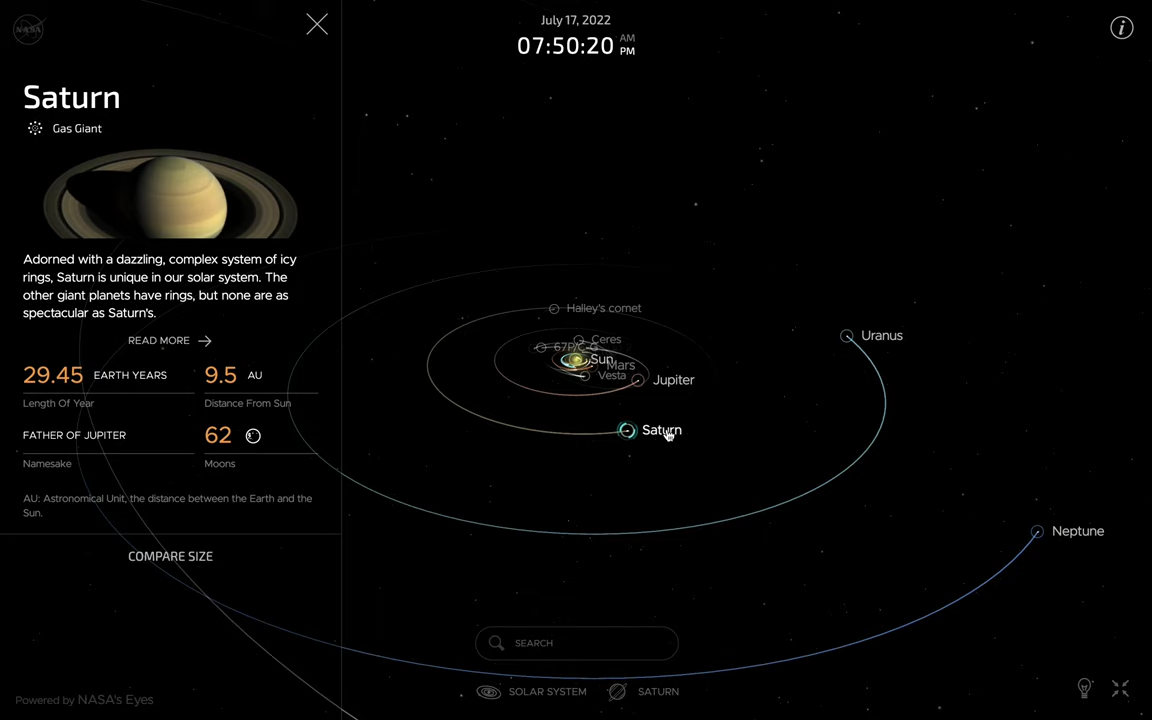 NASA
July 17, 2022
07:50:20 AM
PM
Saturn
Gas Giant
Adorned with a dazzling, complex system of icy
rings, Saturn is unique in our solar system. The
other giant planets have rings, but none are as
spectacular as Saturn's.
READ MORE
29.45 EARTH YEARS
Length Of Year
9.5 AU
Distance From Sun
FATHER OF JUPITER
Namesake
62
Moons
AU: Astronomical Unit, the distance between the Earth and the
Sun.
COMPARE SIZE
Powered by NASA's Eyes
Halley's comet
Ceres
67P/C-G
Sun
Mars
Vesta
Jupiter
Saturn
Uranus
Neptune
SEARCH
SOLAR SYSTEM
SATURN
i